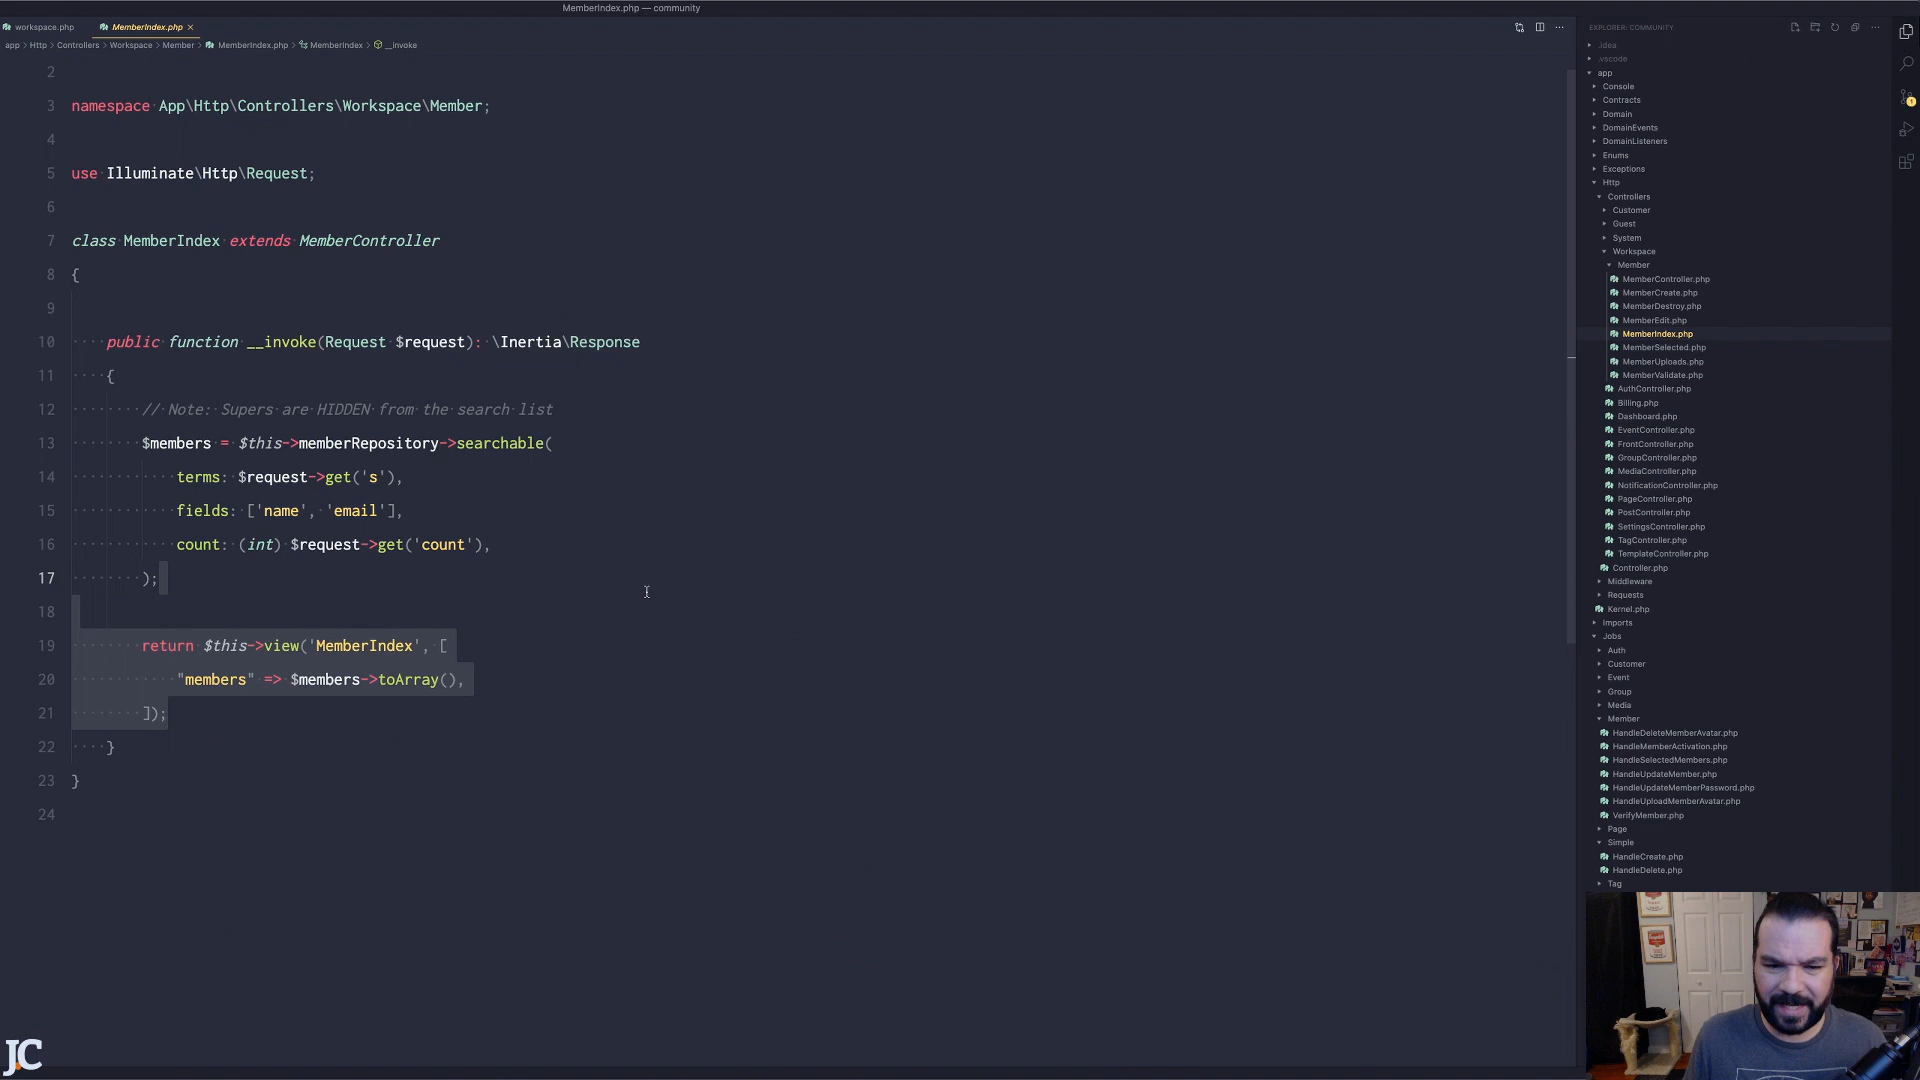 MemberIndex.php — community
workspace.php
MemberIndex.php ×
app › Http › Controllers › Workspace › Member › MemberIndex.php › MemberIndex › __invoke
2
3 namespace App\Http\Controllers\Workspace\Member;
4
5 use Illuminate\Http\Request;
6
7 class MemberIndex extends MemberController
8 {
9
10 public function __invoke(Request $request): \Inertia\Response
11 {
12 // Note: Supers are HIDDEN from the search list
13 $members = $this->memberRepository->searchable(
14 terms: $request->get('s'),
15 fields: ['name', 'email'],
16 count: (int) $request->get('count'),
17 );
18
19 return $this->view('MemberIndex', [
20 "members" => $members->toArray(),
21 ]);
22 }
23 }
24
EXPLORER: COMMUNITY
.idea
.vscode
app
Console
Contracts
Domain
DomainEvents
DomainListeners
Enums
Exceptions
Http
Controllers
Customer
Guest
System
Workspace
Member
MemberController.php
MemberCreate.php
MemberDestroy.php
MemberEdit.php
MemberIndex.php
MemberSelected.php
MemberUploads.php
MemberValidate.php
AuthController.php
Billing.php
Dashboard.php
EventController.php
FrontController.php
GroupController.php
MediaController.php
NotificationController.php
PageController.php
PostController.php
SettingsController.php
TagController.php
TemplateController.php
Controller.php
Middleware
Requests
Kernel.php
Imports
Jobs
Auth
Customer
Event
Group
Media
Member
HandleDeleteMemberAvatar.php
HandleMemberActivation.php
HandleSelectedMembers.php
HandleUpdateMember.php
HandleUpdateMemberPassword.php
HandleUploadMemberAvatar.php
VerifyMember.php
Page
Simple
HandleCreate.php
HandleDelete.php
Tag
JC